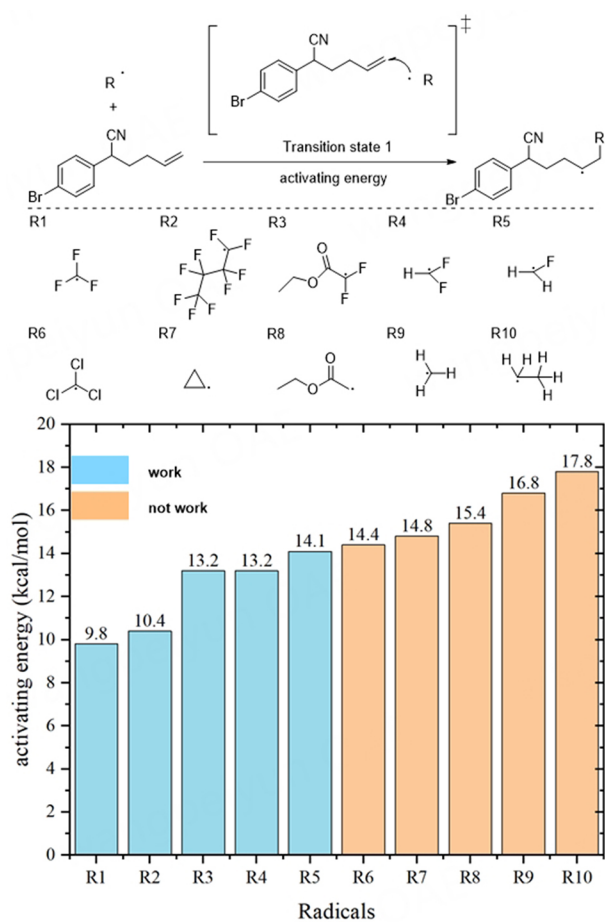 ‡
CN
R·
+
· R
Br
CN
Transition state 1
activating energy
CN
R
Br
Br
R1 R2 R3 R4 R5
F
F F
F
F
F F
F F
F F
F
O
O
F
F
H
F
F
H
F
H
R6 R7 R8 R9 R10
Cl
Cl Cl
O
O
H
H H
H H H
H
H
work
not work
activating energy (kcal/mol)
20
18
16
14
12
10
8
6
4
2
0
9.8
10.4
13.2
13.2
14.1
14.4
14.8
15.4
16.8
17.8
R1 R2 R3 R4 R5 R6 R7 R8 R9 R10
Radicals